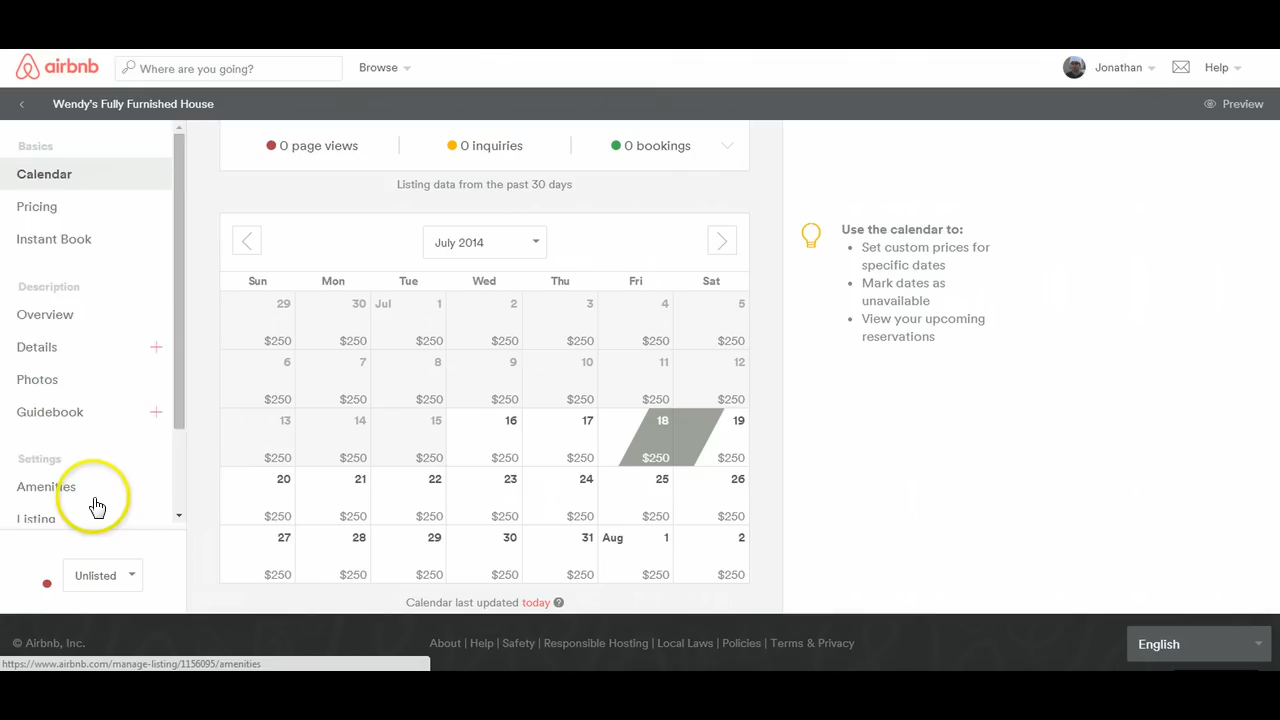 airbnb Where are you going? Browse Jonathan Help
Wendy's Fully Furnished House Preview
Basics
Calendar
Pricing
Instant Book
Description
Overview
Details
Photos
Guidebook
Settings
Amenities
Listing
Unlisted
0 page views 0 inquiries 0 bookings
Listing data from the past 30 days
July 2014
Sun Mon Tue Wed Thu Fri Sat
29 30 Jul 1 2 3 4 5
$250 $250 $250 $250 $250 $250 $250
6 7 8 9 10 11 12
$250 $250 $250 $250 $250 $250 $250
13 14 15 16 17 18 19
$250 $250 $250 $250 $250 $250 $250
20 21 22 23 24 25 26
$250 $250 $250 $250 $250 $250 $250
27 28 29 30 31 Aug 1 2
$250 $250 $250 $250 $250 $250 $250
Calendar last updated today ?
Use the calendar to:
• Set custom prices for
specific dates
• Mark dates as
unavailable
• View your upcoming
reservations
© Airbnb, Inc. About | Help | Safety | Responsible Hosting | Local Laws | Policies | Terms & Privacy English
https://www.airbnb.com/manage-listing/1156095/amenities